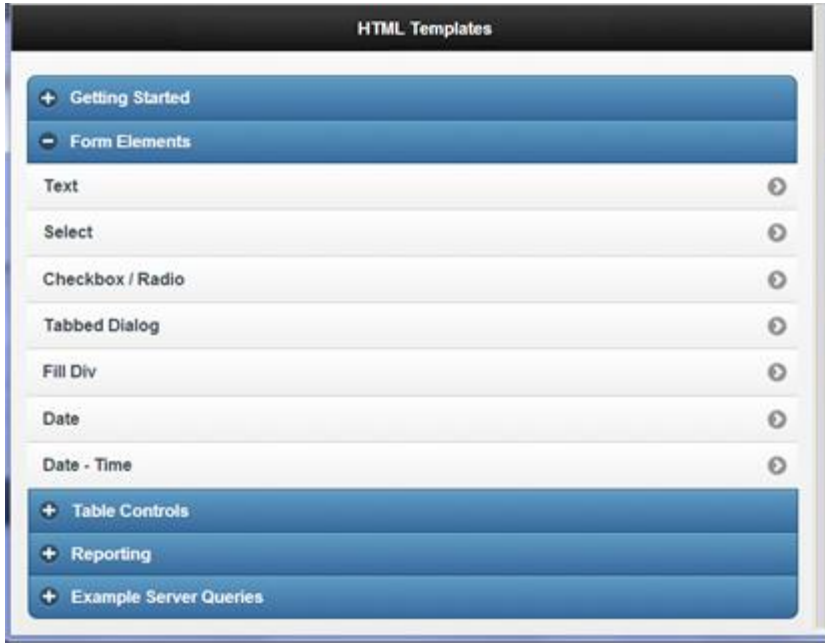 HTML Templates
Getting Started
Form Elements
Text
Select
Checkbox / Radio
Tabbed Dialog
Fill Div
Date
Date - Time
Table Controls
Reporting
Example Server Queries